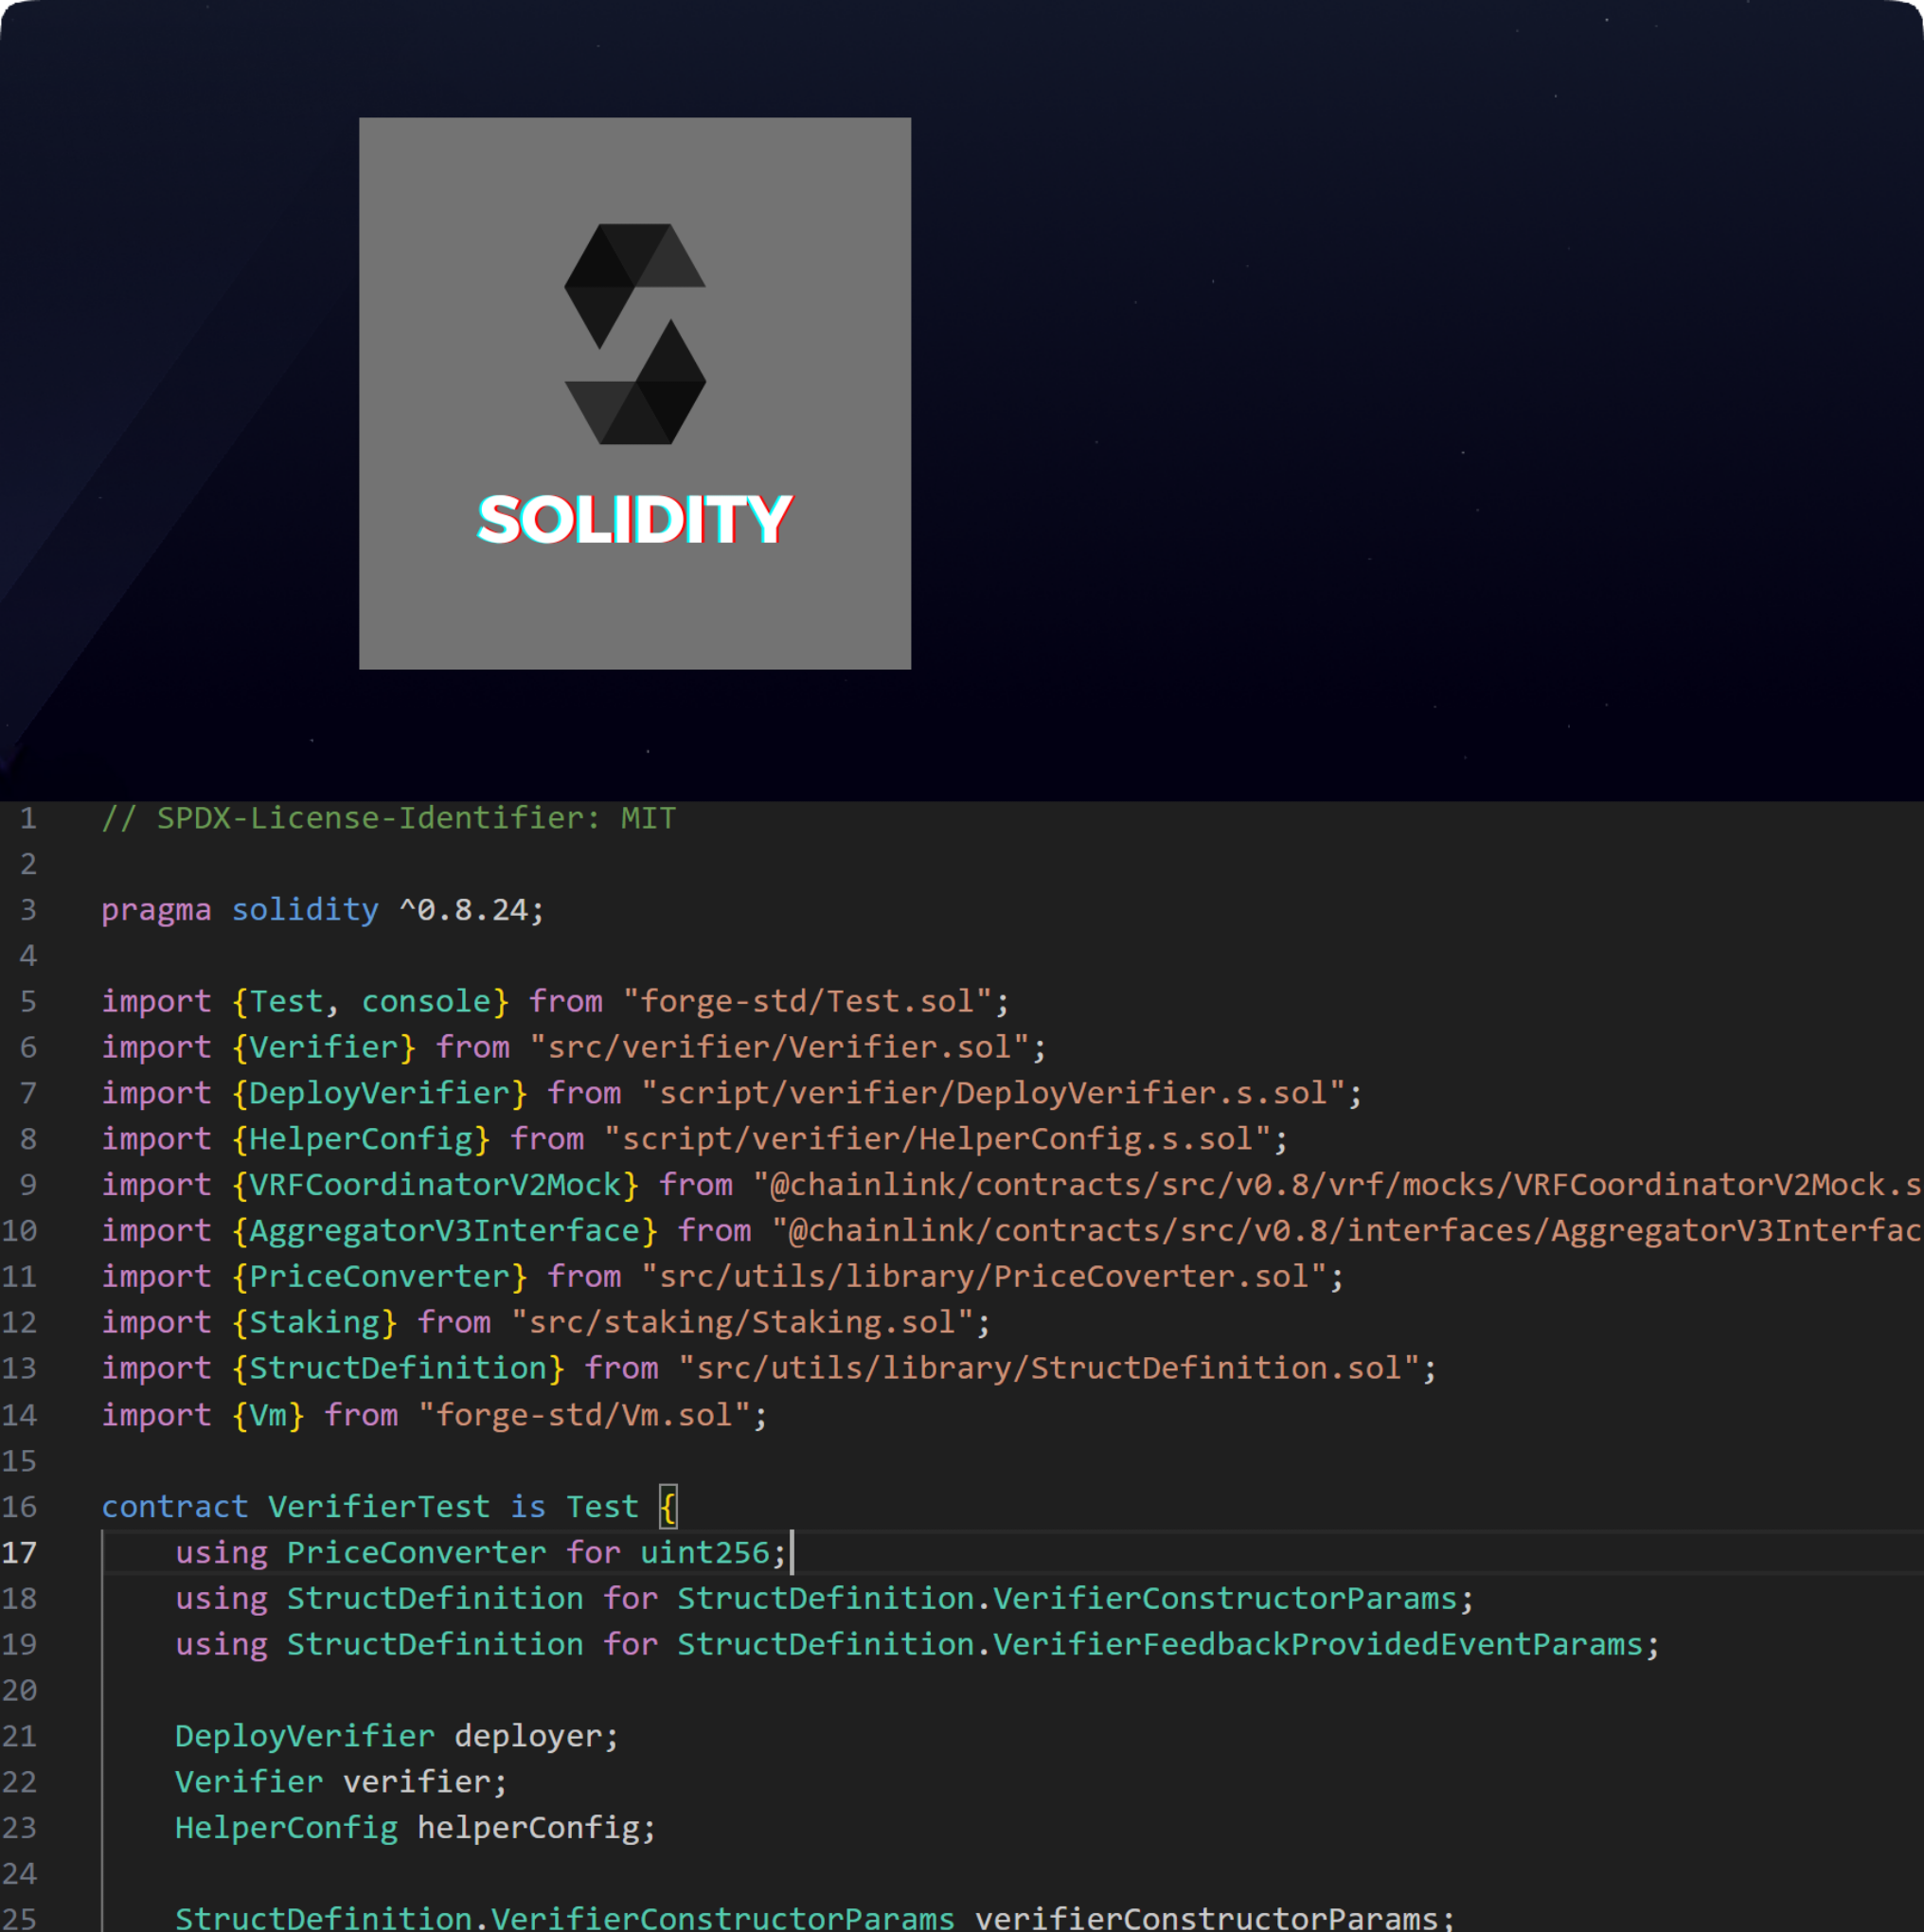 SOLIDITY
1 // SPDX-License-Identifier: MIT
2
3 pragma solidity ^0.8.24;
4
5 import {Test, console} from "forge-std/Test.sol";
6 import {Verifier} from "src/verifier/Verifier.sol";
7 import {DeployVerifier} from "script/verifier/DeployVerifier.s.sol";
8 import {HelperConfig} from "script/verifier/HelperConfig.s.sol";
9 import {VRFCoordinatorV2Mock} from "@chainlink/contracts/src/v0.8/vrf/mocks/VRFCoordinatorV2Mock.s
10 import {AggregatorV3Interface} from "@chainlink/contracts/src/v0.8/interfaces/AggregatorV3Interfac
11 import {PriceConverter} from "src/utils/library/PriceCoverter.sol";
12 import {Staking} from "src/staking/Staking.sol";
13 import {StructDefinition} from "src/utils/library/StructDefinition.sol";
14 import {Vm} from "forge-std/Vm.sol";
15
16 contract VerifierTest is Test {
17 using PriceConverter for uint256;
18 using StructDefinition for StructDefinition.VerifierConstructorParams;
19 using StructDefinition for StructDefinition.VerifierFeedbackProvidedEventParams;
20
21 DeployVerifier deployer;
22 Verifier verifier;
23 HelperConfig helperConfig;
24
25 StructDefinition.VerifierConstructorParams verifierConstructorParams;